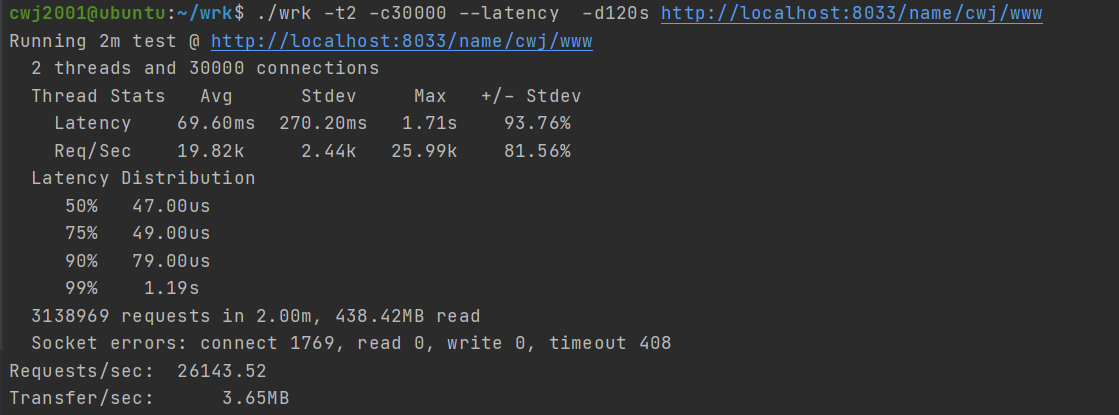 cwj2001@ubuntu:~/wrk$ ./wrk -t2 -c30000 --latency  -d120s http://localhost:8033/name/cwj/www
Running 2m test @ http://localhost:8033/name/cwj/www
  2 threads and 30000 connections
  Thread Stats   Avg      Stdev     Max   +/- Stdev
    Latency    69.60ms  270.20ms   1.71s    93.76%
    Req/Sec    19.82k     2.44k   25.99k    81.56%
  Latency Distribution
     50%   47.00us
     75%   49.00us
     90%   79.00us
     99%    1.19s
  3138969 requests in 2.00m, 438.42MB read
  Socket errors: connect 1769, read 0, write 0, timeout 408
Requests/sec:  26143.52
Transfer/sec:      3.65MB